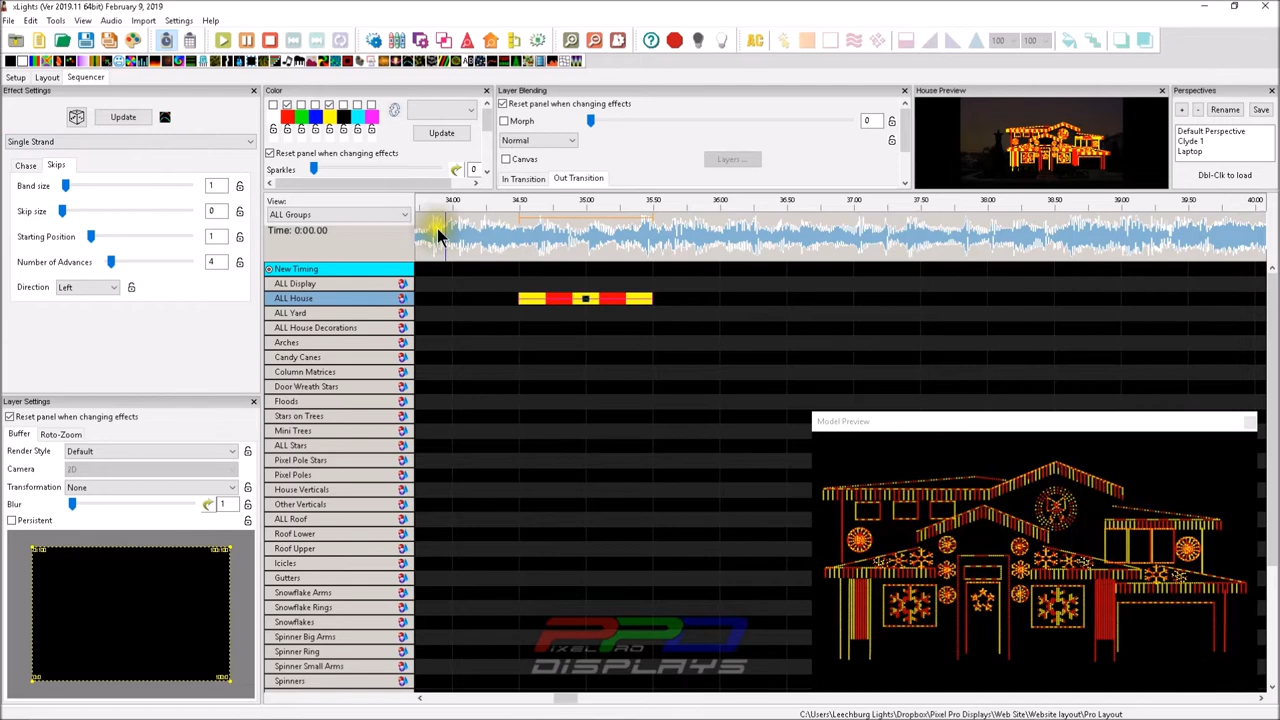 xLights (Ver 2019.11 64bit) February 9, 2019
File Edit Tools View Audio Import Settings Help
100 100
Setup Layout Sequencer
Effect Settings
Update
Single Strand
Chase Skips
Band size 1
Skip size 0
Starting Position 1
Number of Advances 4
Direction Left
Layer Settings
Reset panel when changing effects
Buffer Roto-Zoom
Render Style Default
Camera 2D
Transformation None
Blur 1
Persistent
Color
Update
Reset panel when changing effects
Sparkles 0
Layer Blending
Reset panel when changing effects
Morph 0
Normal
Canvas Layers ...
In Transition Out Transition
House Preview
Perspectives
+ - Rename Save
Default Perspective
Clyde 1
Laptop
Dbl-Clk to load
View:
ALL Groups
Time: 0:00.00
34.00 34:50 35:00 35:50 36:00 36:50 37:00 37:50 38:00 38:50 39:00 39:50 40:0
New Timing
ALL Display
ALL House
ALL Yard
ALL House Decorations
Arches
Candy Canes
Column Matrices
Door Wreath Stars
Floods
Stars on Trees
Mini Trees
ALL Stars
Pixel Pole Stars
Pixel Poles
House Verticals
Other Verticals
ALL Roof
Roof Lower
Roof Upper
Icicles
Gutters
Snowflake Arms
Snowflake Rings
Snowflakes
Spinner Big Arms
Spinner Ring
Spinner Small Arms
Spinners
Model Preview
PPD
PIXEL PRO
DISPLAYS
C:\Users\Leechburg Lights\Dropbox\Pixel Pro Displays\Web Site\Website layout\Pro Layout